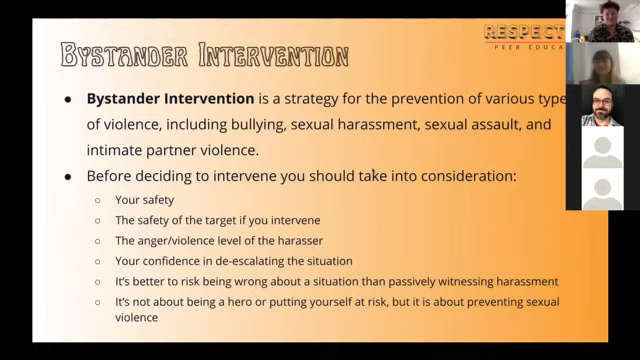 RESPECT
PEER EDUCA
BYSTANDER INTERVENTION
● Bystander Intervention is a strategy for the prevention of various type
of violence, including bullying, sexual harassment, sexual assault, and
intimate partner violence.
● Before deciding to intervene you should take into consideration:
○ Your safety
○ The safety of the target if you intervene
○ The anger/violence level of the harasser
○ Your confidence in de-escalating the situation
○ It's better to risk being wrong about a situation than passively witnessing harassment
○ It's not about being a hero or putting yourself at risk, but it is about preventing sexual
violence